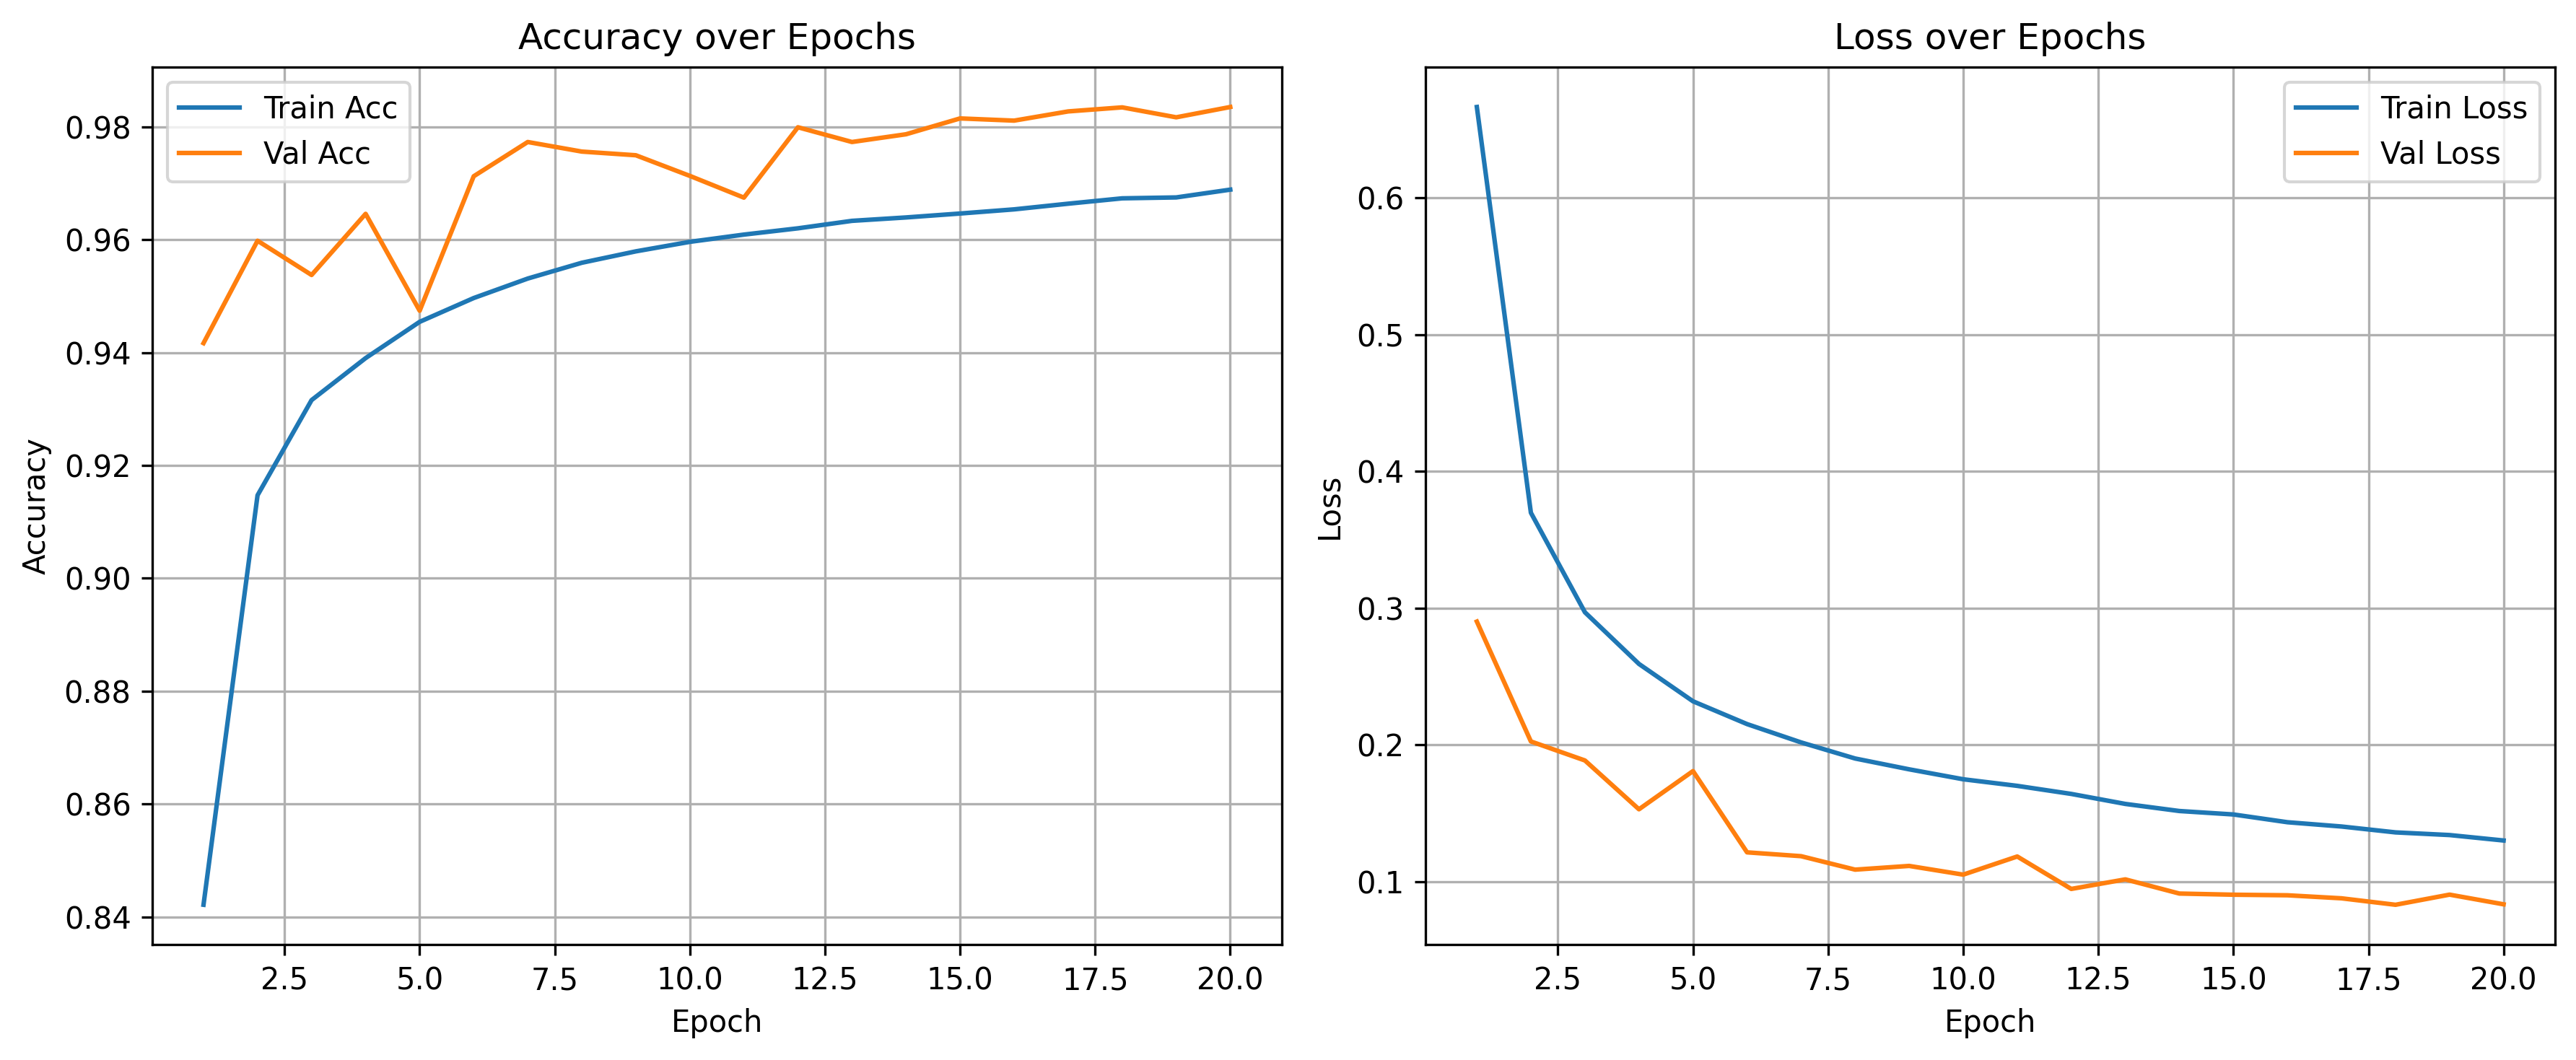 Accuracy over Epochs
Train Acc
Val Acc
0.98
0.96
0.94
0.92
0.90
0.88
0.86
0.84
Accuracy
2.5 5.0 7.5 10.0 12.5 15.0 17.5 20.0
Epoch
Loss over Epochs
Train Loss
Val Loss
0.6
0.5
0.4
0.3
0.2
0.1
Loss
2.5 5.0 7.5 10.0 12.5 15.0 17.5 20.0
Epoch